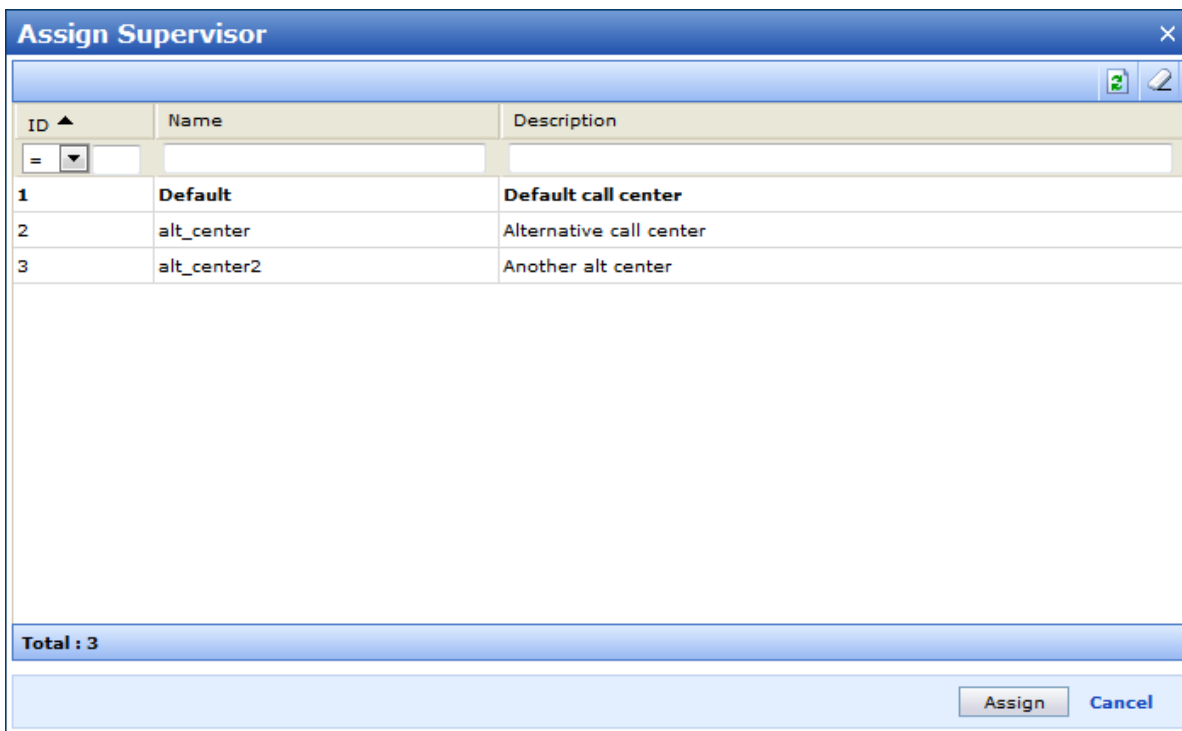 Assign Supervisor
ID Name Description
=
1 Default Default call center
2 alt_center Alternative call center
3 alt_center2 Another alt center
Total : 3
Assign Cancel